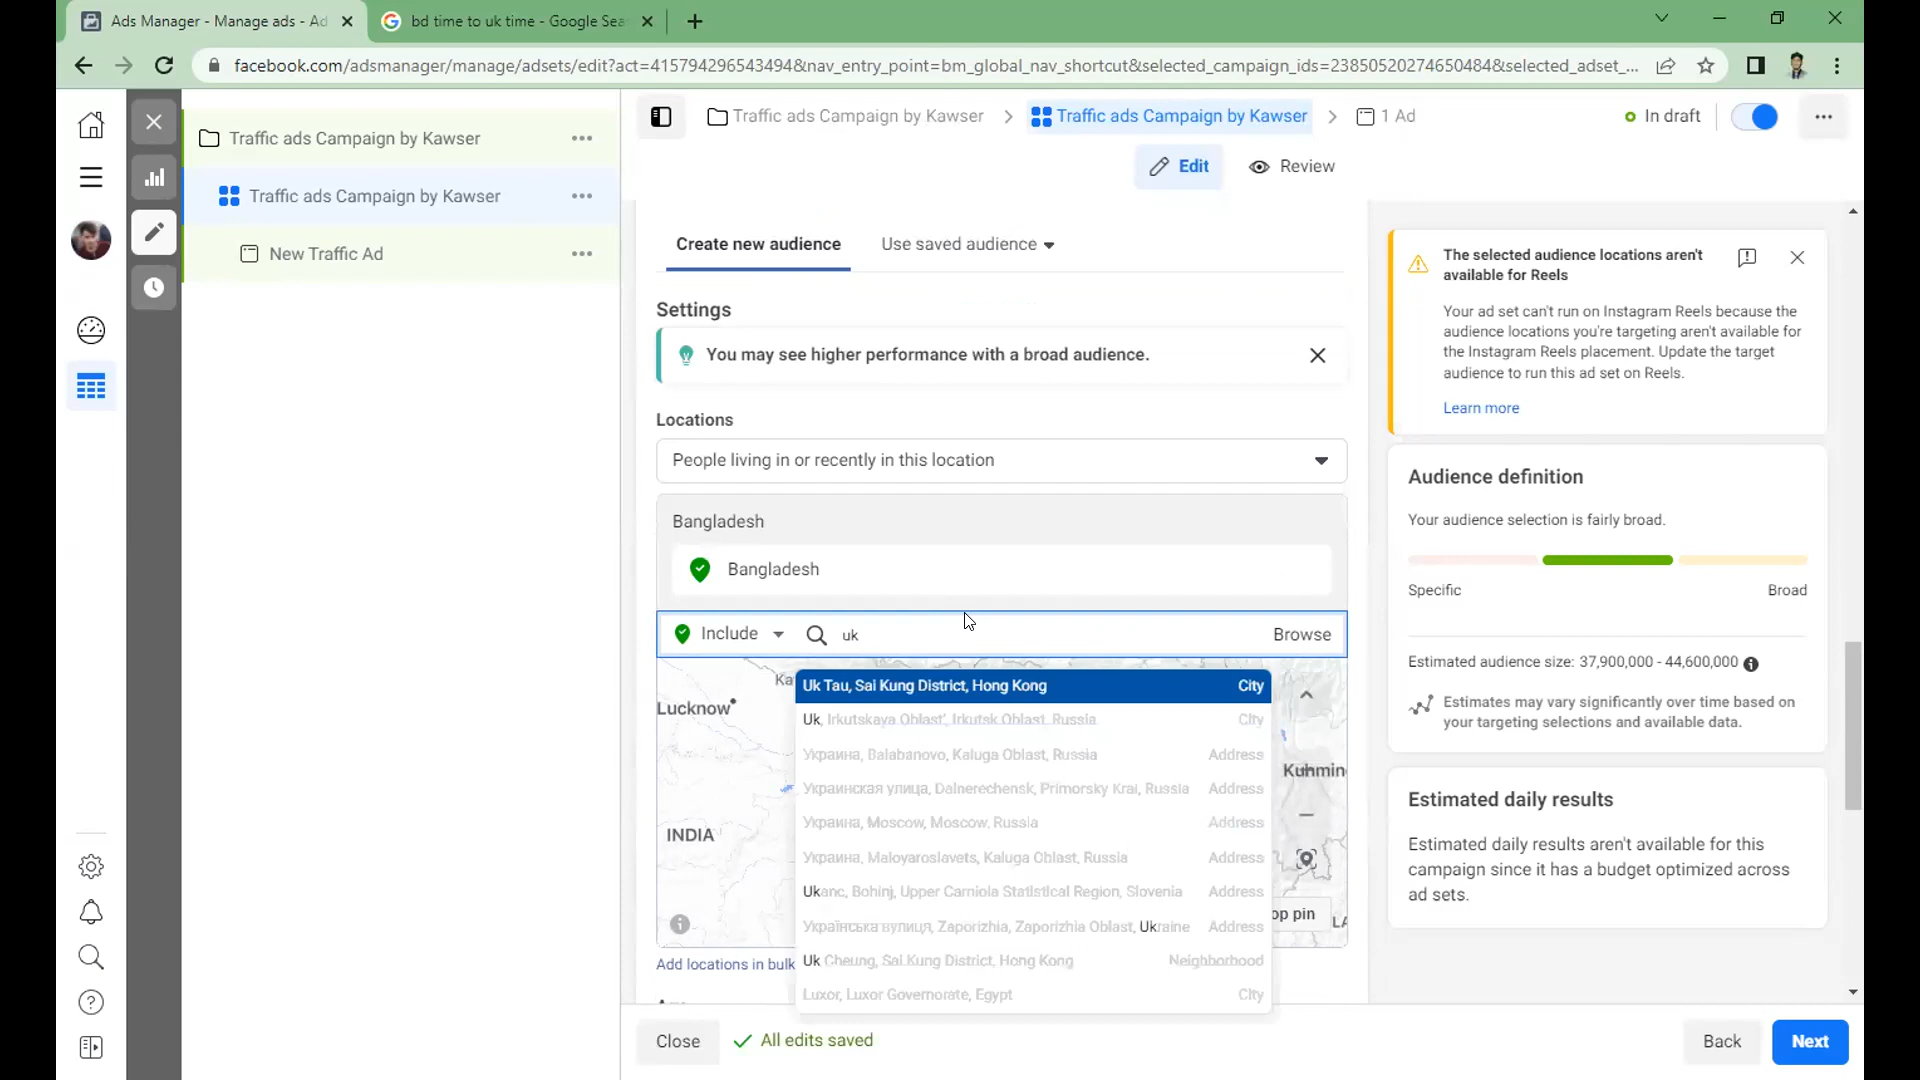 Ads Manager - Manage ads - Ad
bd time to uk time - Google Sea
facebook.com/adsmanager/manage/adsets/edit?act=415794296543494&nav_entry_point=bm_global_nav_shortcut&selected_campaign_ids=23850520274650484&selected_adset_...
Traffic ads Campaign by Kawser
Traffic ads Campaign by Kawser
New Traffic Ad
Traffic ads Campaign by Kawser
Traffic ads Campaign by Kawser
1 Ad
In draft
Edit
Review
Create new audience
Use saved audience
Settings
You may see higher performance with a broad audience.
Locations
People living in or recently in this location
Bangladesh
Bangladesh
Include
uk
Browse
Uk Tau, Sai Kung District, Hong Kong City
Uk, Irkutskaya Oblast', Irkutsk Oblast, Russia City
Украина, Balabanovo, Kaluga Oblast, Russia Address
Украинская улица, Dalnerechensk, Primorsky Krai, Russia Address
Украина, Moscow, Moscow, Russia Address
Украина, Maloyaroslavets, Kaluga Oblast, Russia Address
Ukanc, Bohinj, Upper Carniola Statistical Region, Slovenia Address
Українська вулиця, Zaporizhia, Zaporizhia Oblast, Ukraine Address
Uk Cheung, Sai Kung District, Hong Kong Neighborhood
Luxor, Luxor Governorate, Egypt City
Lucknow
INDIA
op pin
Add locations in bulk
The selected audience locations aren't
available for Reels
Your ad set can't run on Instagram Reels because the
audience locations you're targeting aren't available for
the Instagram Reels placement. Update the target
audience to run this ad set on Reels.
Learn more
Audience definition
Your audience selection is fairly broad.
Specific
Broad
Estimated audience size: 37,900,000 - 44,600,000
Estimates may vary significantly over time based on
your targeting selections and available data.
Estimated daily results
Estimated daily results aren't available for this
campaign since it has a budget optimized across
ad sets.
Close
All edits saved
Back
Next